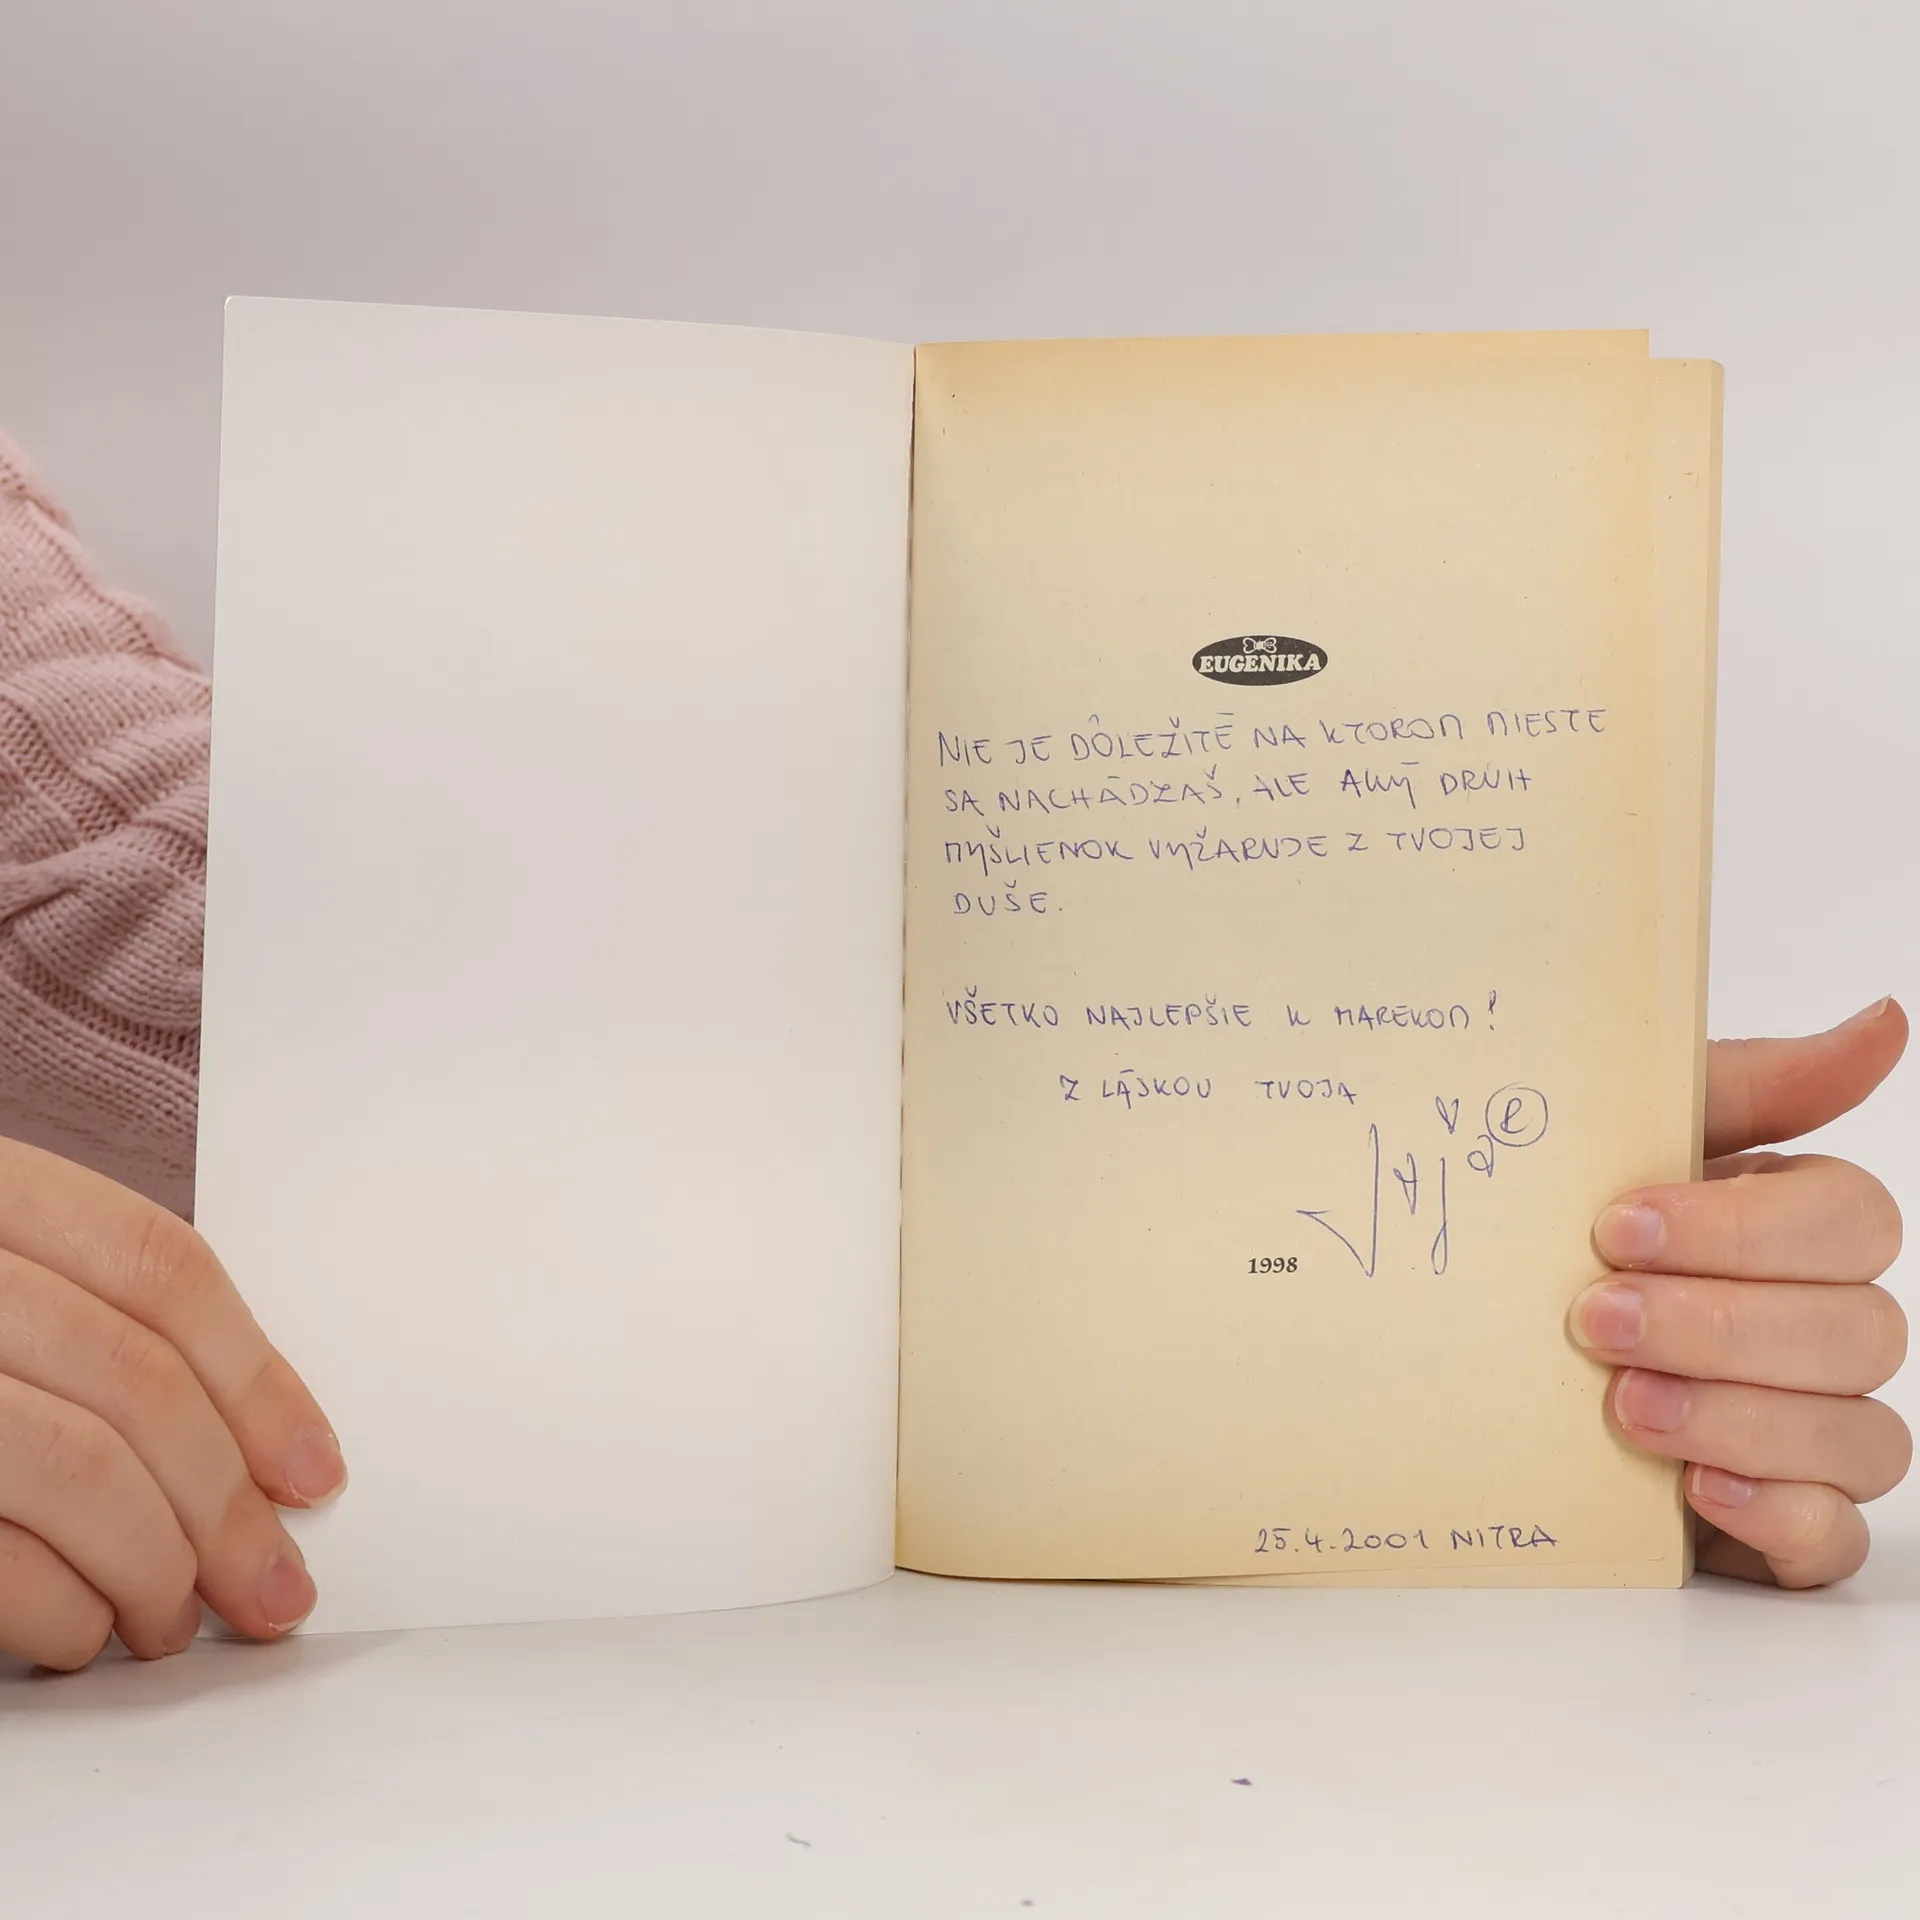 EUGENIKA
NIE JE DÔLEŽITÉ NA KTOROM MIESTE
SA NACHÁDZAŠ, ALE AKÝ DRUH
MYŠLIENOK VYŽARUJE Z TVOJEJ
DUŠE.
VŠETKO NAJLEPŠIE K MAREKOM!
Z LÁSKOU TVOJA
1998
25.4.2001 NITRA